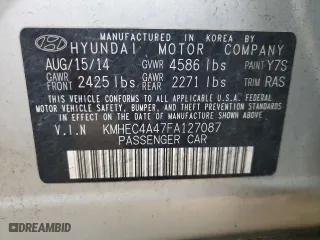 MANUFACTURED IN KOREA BY
HYUNDAI MOTOR COMPANY
AUG/15/14 GVWR 4586 lbs PAINT Y7S
GAWR FRONT 2425 lbs GAWR REAR 2271 lbs TRIM RAS
THIS VEHICLE CONFORMS TO ALL APPLICABLE U.S.FEDERAL
MOTOR VEHICLE SAFETY, BUMPER, AND THEFT
PREVENTION STANDARDS IN EFFECT ON THE DATE
OF MANUFACTURE SHOWN ABOVE.
V.I.N KMHEC4A47FA127087
PASSENGER CAR
© AUTOBIDFAX